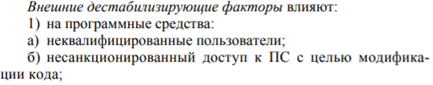 Внешние дестабилизирующие факторы влияют:
1) на программные средства:
а) неквалифицированные пользователи;
б) несанкционированный доступ к ПС с целью модифика-
ции кода;